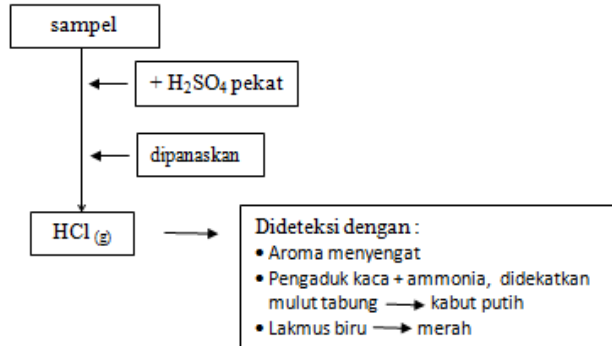 sampel
+ H₂SO₄ pekat
dipanaskan
HCl (g)
Dideteksi dengan :
• Aroma menyengat
• Pengaduk kaca + ammonia, didekatkan
mulut tabung → kabut putih
• Lakmus biru → merah